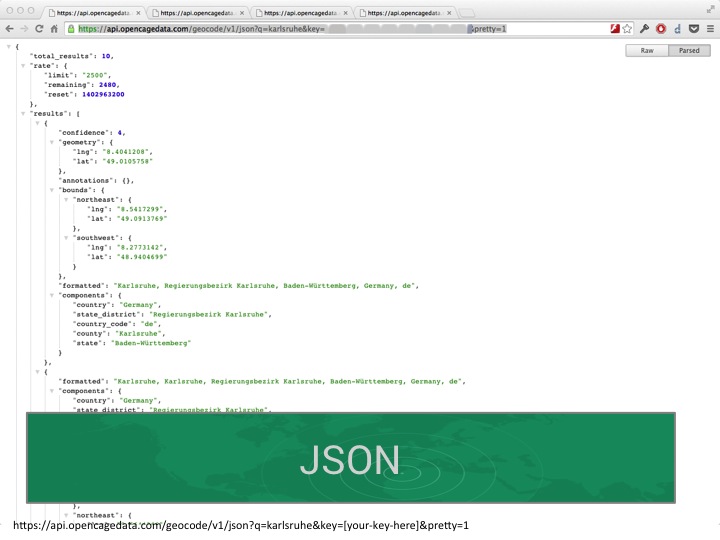 https://api.opencagedata.com × https://api.opencagedata.com × https://api.opencagedata.com × https://api.opencagedata.com ×
https://api.opencagedata.com/geocode/v1/json?q=karlsruhe&key= &pretty=1
Raw Parsed
{
"total_results": 10,
"rate": {
"limit": "2500",
"remaining": 2480,
"reset": 1402963200
},
"results": [
{
"confidence": 4,
"geometry": {
"lng": "8.4041208",
"lat": "49.0105758"
},
"annotations": {},
"bounds": {
"northeast": {
"lng": "8.5417299",
"lat": "49.0913769"
},
"southwest": {
"lng": "8.2773142",
"lat": "48.9404699"
}
},
"formatted": "Karlsruhe, Regierungsbezirk Karlsruhe, Baden-Württemberg, Germany, de",
"components": {
"country": "Germany",
"state_district": "Regierungsbezirk Karlsruhe",
"country_code": "de",
"county": "Karlsruhe",
"state": "Baden-Württemberg"
}
},
{
"formatted": "Karlsruhe, Karlsruhe, Regierungsbezirk Karlsruhe, Baden-Württemberg, Germany, de",
"components": {
"country": "Germany",
"state_district": "Regierungsbezirk Karlsruhe",
JSON
},
"northeast": {
https://api.opencagedata.com/geocode/v1/json?q=karlsruhe&key=[your-key-here]&pretty=1